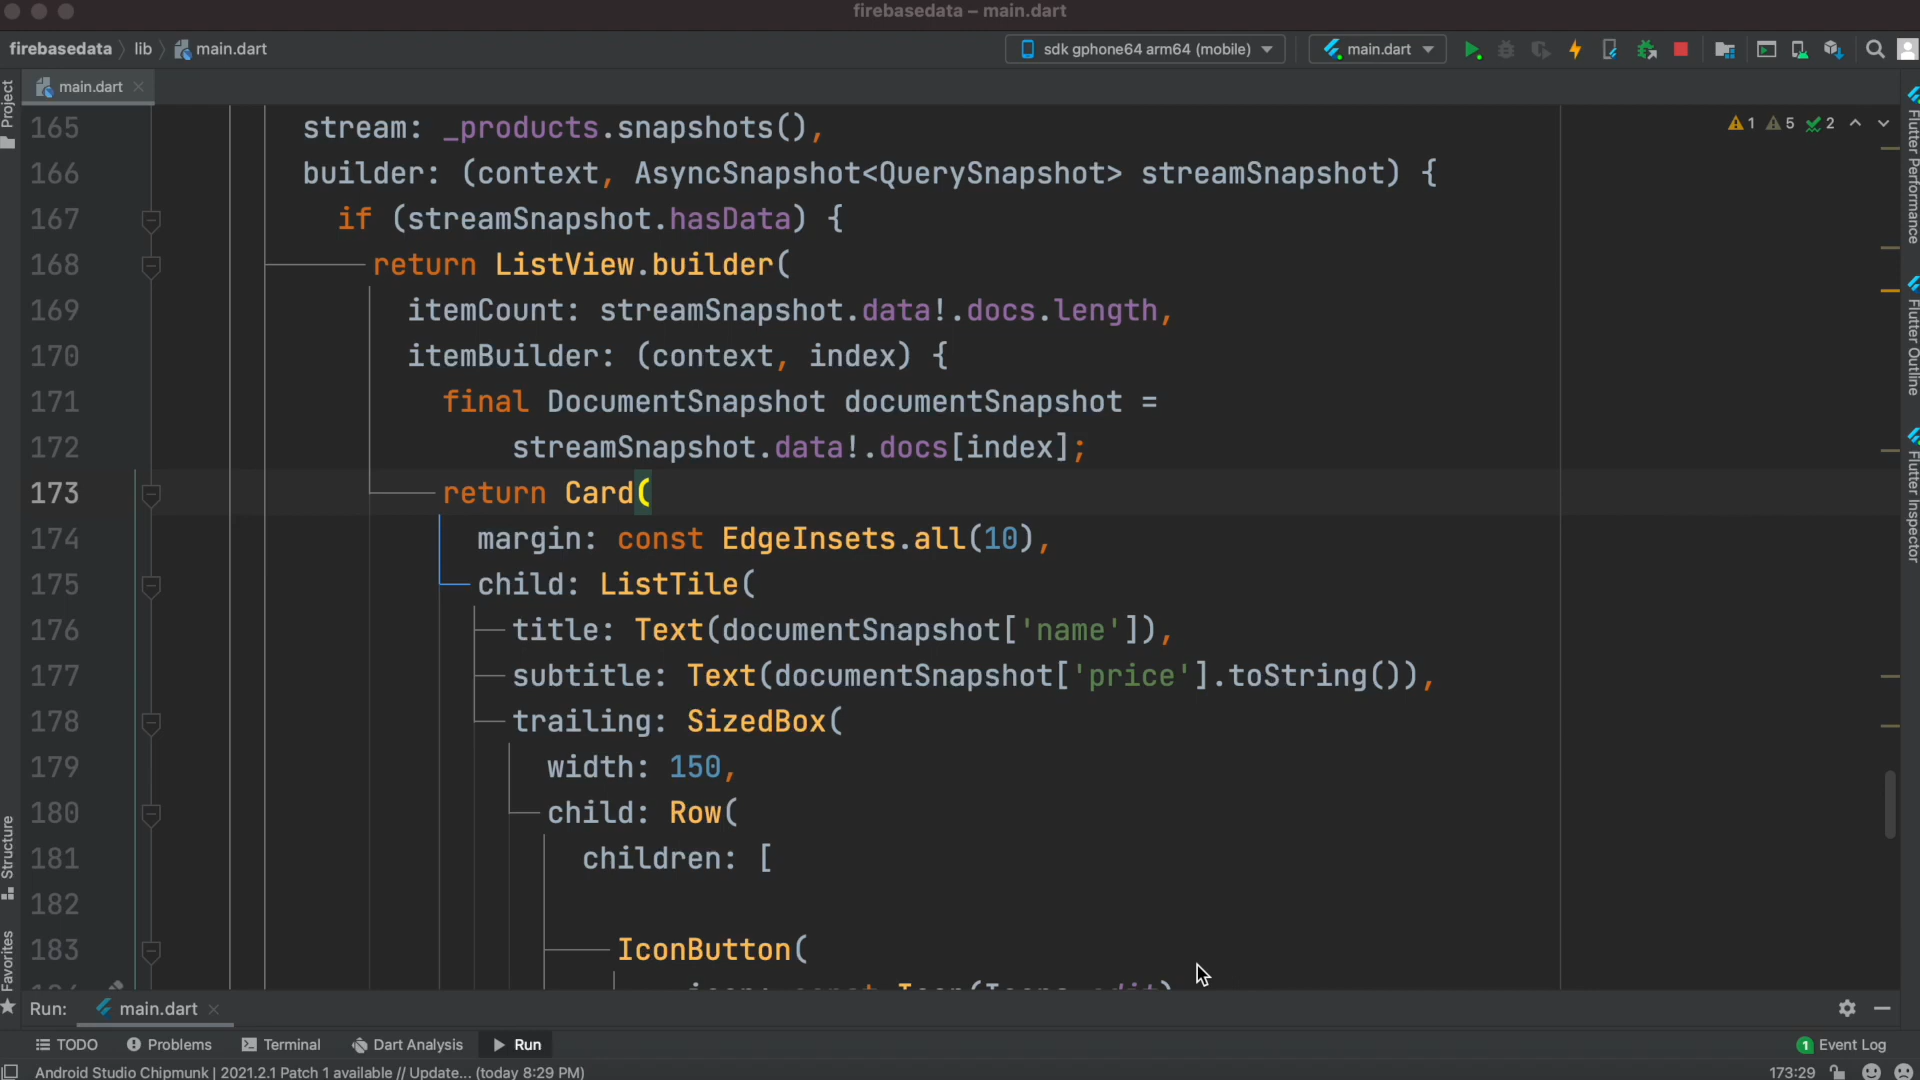 firebasedata – main.dart
firebasedata lib main.dart sdk gphone64 arm64 (mobile) main.dart
main.dart
Project
165 stream: _products.snapshots(),
1 5 2
166 builder: (context, AsyncSnapshot<QuerySnapshot> streamSnapshot) {
167 if (streamSnapshot.hasData) {
168 return ListView.builder(
169 itemCount: streamSnapshot.data!.docs.length,
170 itemBuilder: (context, index) {
171 final DocumentSnapshot documentSnapshot =
172 streamSnapshot.data!.docs[index];
173 return Card(
174 margin: const EdgeInsets.all(10),
175 child: ListTile(
176 title: Text(documentSnapshot['name']),
177 subtitle: Text(documentSnapshot['price'].toString()),
178 trailing: SizedBox(
179 width: 150,
180 child: Row(
181 children: [
182
183 IconButton(
Flutter Performance
Flutter Outline
Flutter Inspector
Structure
Favorites
Run: main.dart
TODO Problems Terminal Dart Analysis Run 1 Event Log
Android Studio Chipmunk | 2021.2.1 Patch 1 available // Update... (today 8:29 PM) 173:29